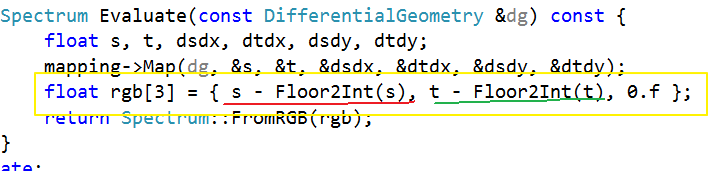 Spectrum Evaluate(const DifferentialGeometry &dg) const {
float s, t, dsdx, dtdx, dsdy, dtdy;
mapping->Map(dg, &s, &t, &dsdx, &dtdx, &dsdy, &dtdy);
float rgb[3] = { s - Floor2Int(s), t - Floor2Int(t), 0.f };
return Spectrum::FromRGB(rgb);
}
ate: